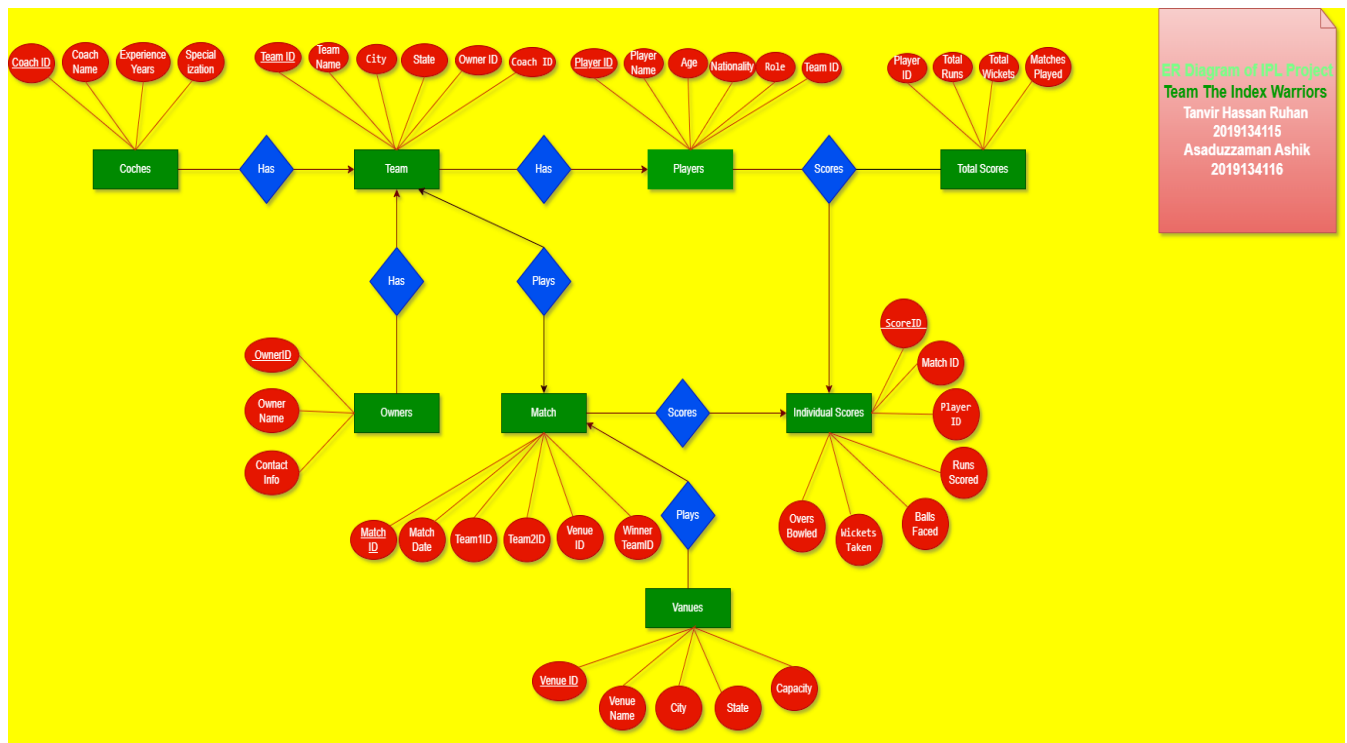 Coach ID
Coach
Name
Experience
Years
Special
ization
Team ID
Team
Name
City
State
Owner ID
Coach ID
Player ID
Player
Name
Age
Nationality
Role
Team ID
Player
ID
Total
Runs
Total
Wickets
Matches
Played
ER Diagram of IPL Project
Team The Index Warriors
Tanvir Hassan Ruhan
2019134115
Asaduzzaman Ashik
2019134116
Coches
Has
Team
Has
Players
Scores
Total Scores
Has
Plays
OwnerID
Owner
Name
Contact
Info
Owners
Match
Scores
Individual Scores
ScoreID
Match ID
Player
ID
Runs
Scored
Balls
Faced
Wickets
Taken
Overs
Bowled
Match
ID
Match
Date
Team1ID
Team2ID
Venue
ID
Winner
TeamID
Plays
Vanues
Venue ID
Venue
Name
City
State
Capacity